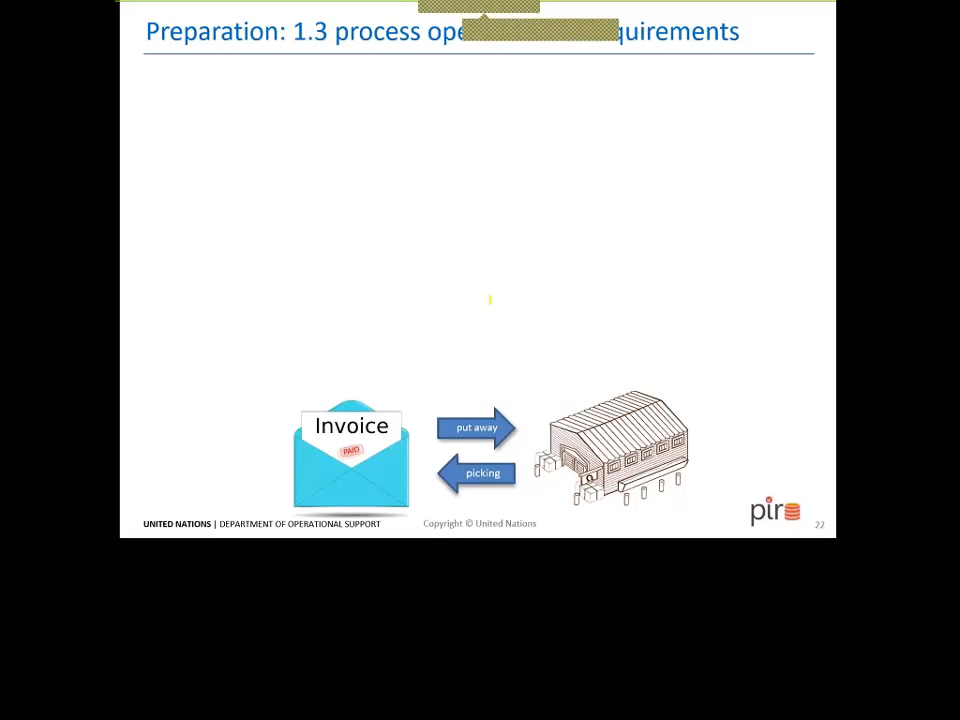 Preparation: 1.3 process ope quirements
Invoice
PAID
put away
picking
UNITED NATIONS | DEPARTMENT OF OPERATIONAL SUPPORT
Copyright © United Nations
pir
22